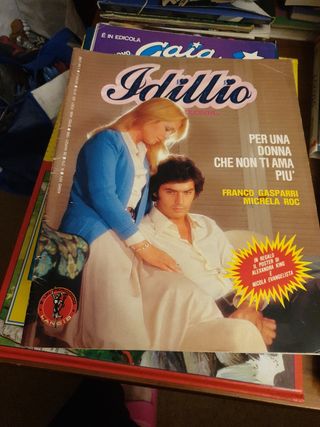 È IN EDICOLA
Gaia
Idillio
PER UNA
DONNA
CHE NON TI AMA
PIU'
FRANCO GASPARRI
MICHELA ROC
IN REGALO
IL POSTER DI
ALEXANDRA KING
E
NICOLA EVANGELISTA
LANCIO